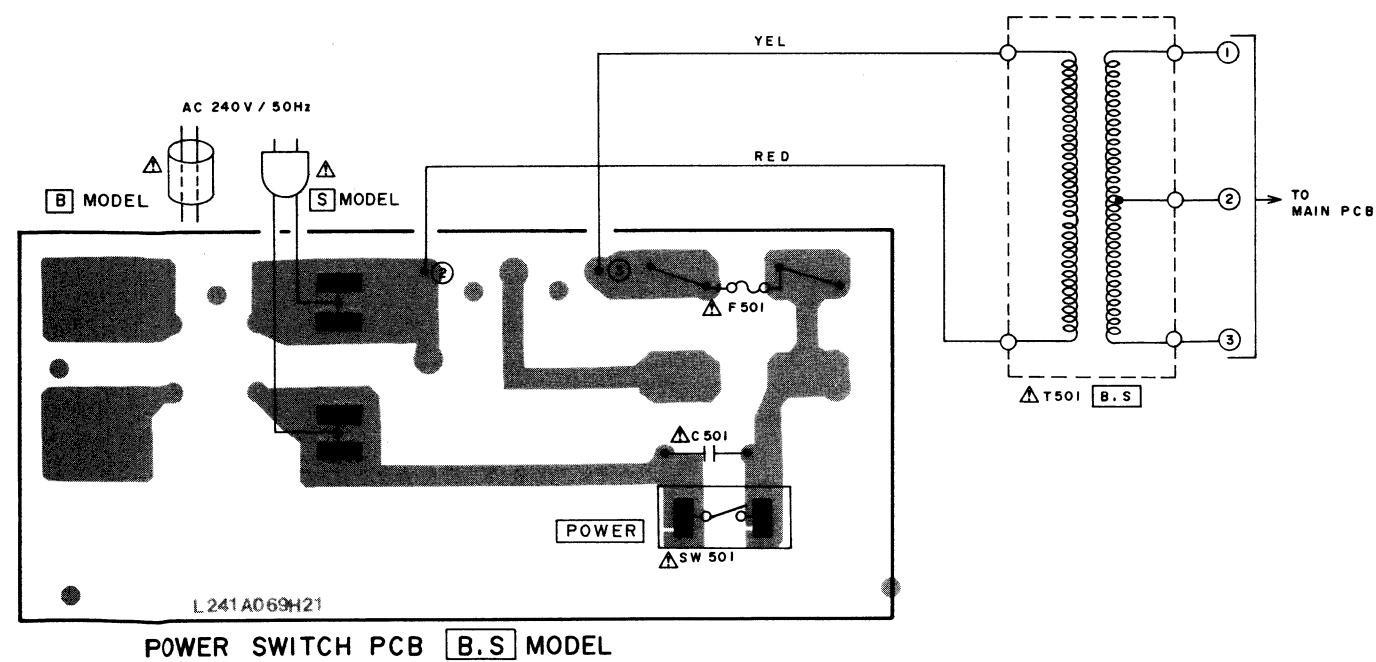 YEL
①
AC 240V / 50Hz
RED
B MODEL
S MODEL
②
TO
MAIN PCB
② ③
F501
③
T501 B.S
C501
POWER
SW501
L241A069H21
POWER SWITCH PCB B.S MODEL